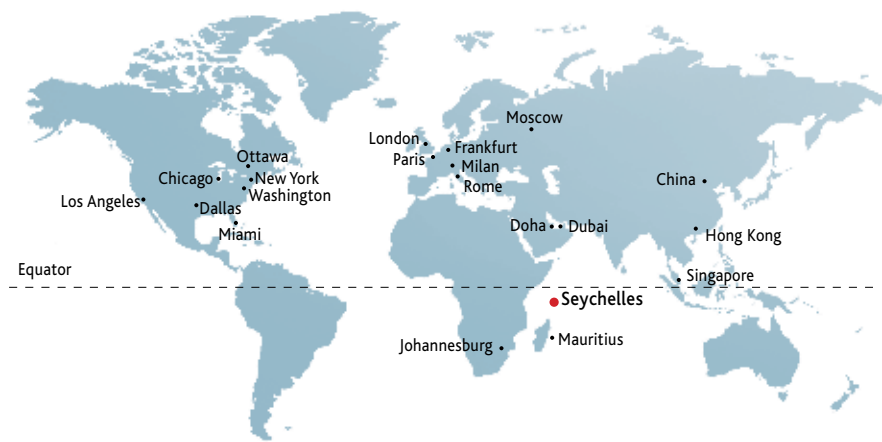 Moscow
London
Frankfurt
Paris
Milan
Rome
Ottawa
Chicago
New York
Washington
Los Angeles
Dallas
Miami
China
Doha
Dubai
Hong Kong
Equator
Singapore
Seychelles
Johannesburg
Mauritius